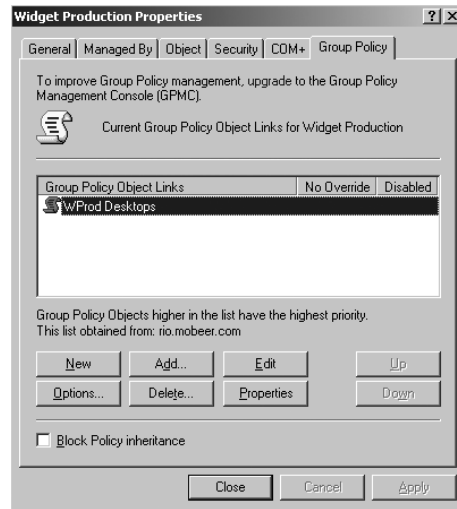 Widget Production Properties
General Managed By Object Security COM+ Group Policy
To improve Group Policy management, upgrade to the Group Policy
Management Console (GPMC).
Current Group Policy Object Links for Widget Production
Group Policy Object Links No Override Disabled
WProd Desktops
Group Policy Objects higher in the list have the highest priority.
This list obtained from: rio.mobeer.com
New Add... Edit Up
Options... Delete... Properties Down
Block Policy inheritance
Close Cancel Apply